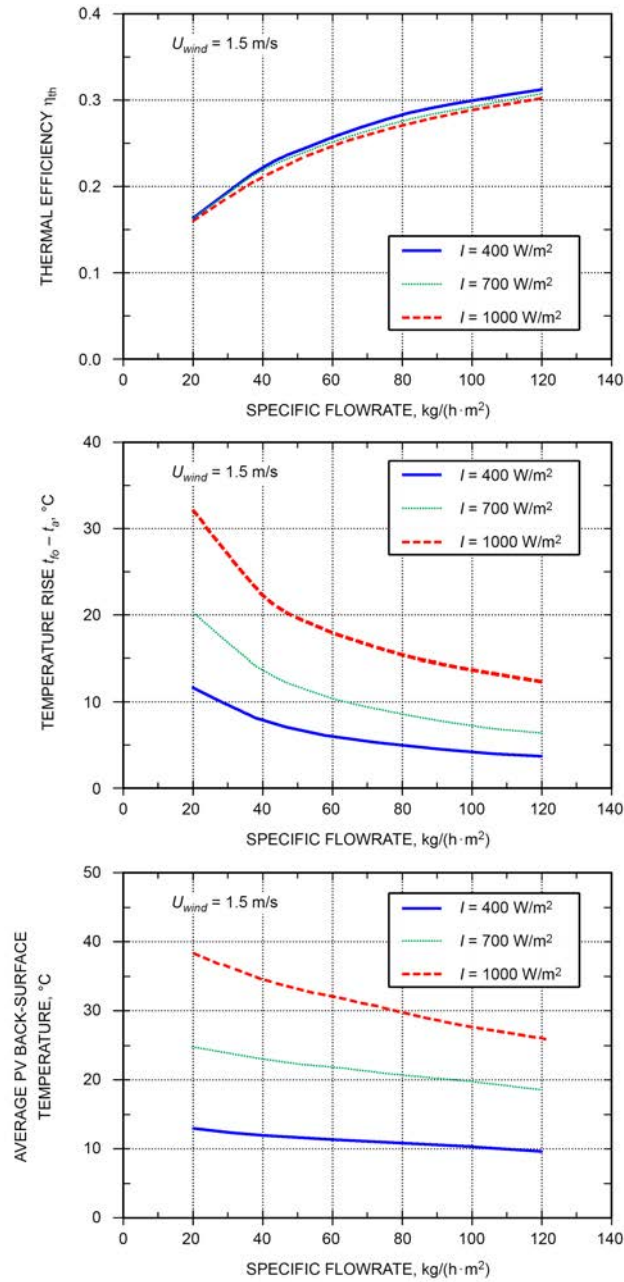 0.4
U_wind = 1.5 m/s
0.3
0.2
0.1
0.0
THERMAL EFFICIENCY ηth
I = 400 W/m²
I = 700 W/m²
I = 1000 W/m²
0 20 40 60 80 100 120 140
SPECIFIC FLOWRATE, kg/(h·m²)
40
U_wind = 1.5 m/s
30
20
10
0
TEMPERATURE RISE t_fo – t_a, °C
I = 400 W/m²
I = 700 W/m²
I = 1000 W/m²
0 20 40 60 80 100 120 140
SPECIFIC FLOWRATE, kg/(h·m²)
50
U_wind = 1.5 m/s
40
30
20
10
0
AVERAGE PV BACK-SURFACE
TEMPERATURE, °C
I = 400 W/m²
I = 700 W/m²
I = 1000 W/m²
0 20 40 60 80 100 120 140
SPECIFIC FLOWRATE, kg/(h·m²)